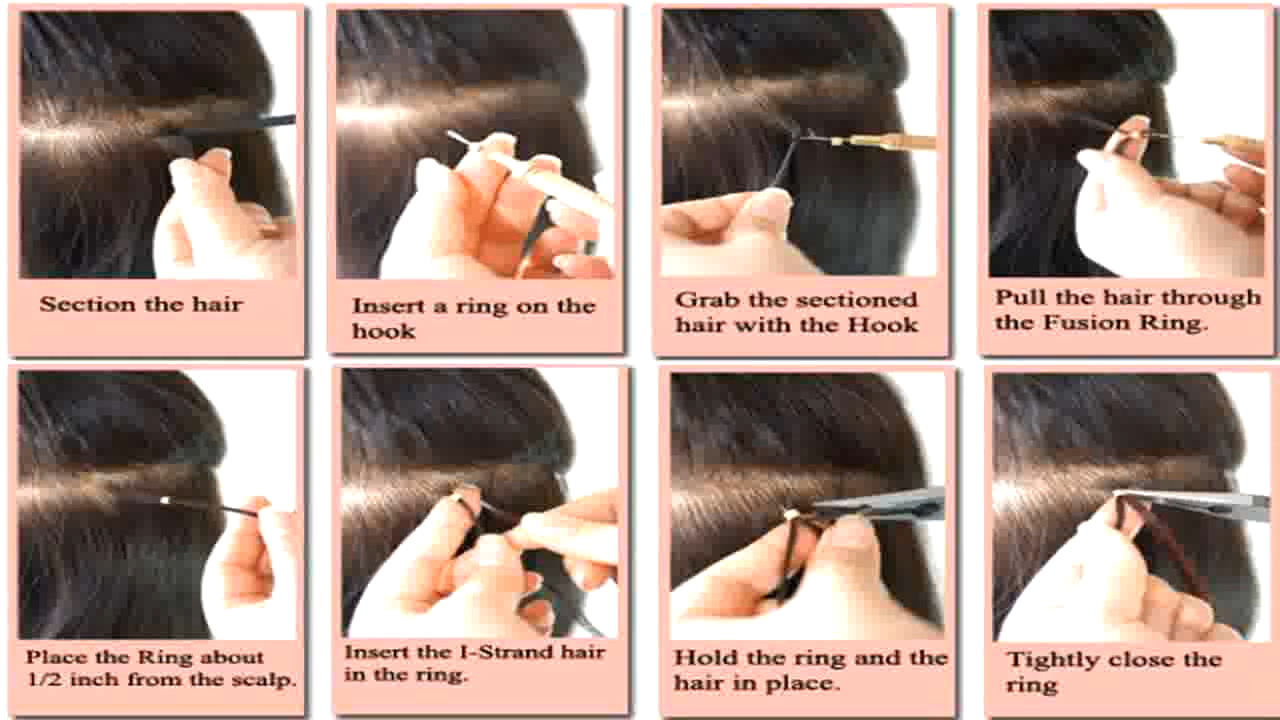 Section the hair
Insert a ring on the
hook
Grab the sectioned
hair with the Hook
Pull the hair through
the Fusion Ring.
Place the Ring about
1/2 inch from the scalp.
Insert the I-Strand hair
in the ring.
Hold the ring and the
hair in place.
Tightly close the
ring